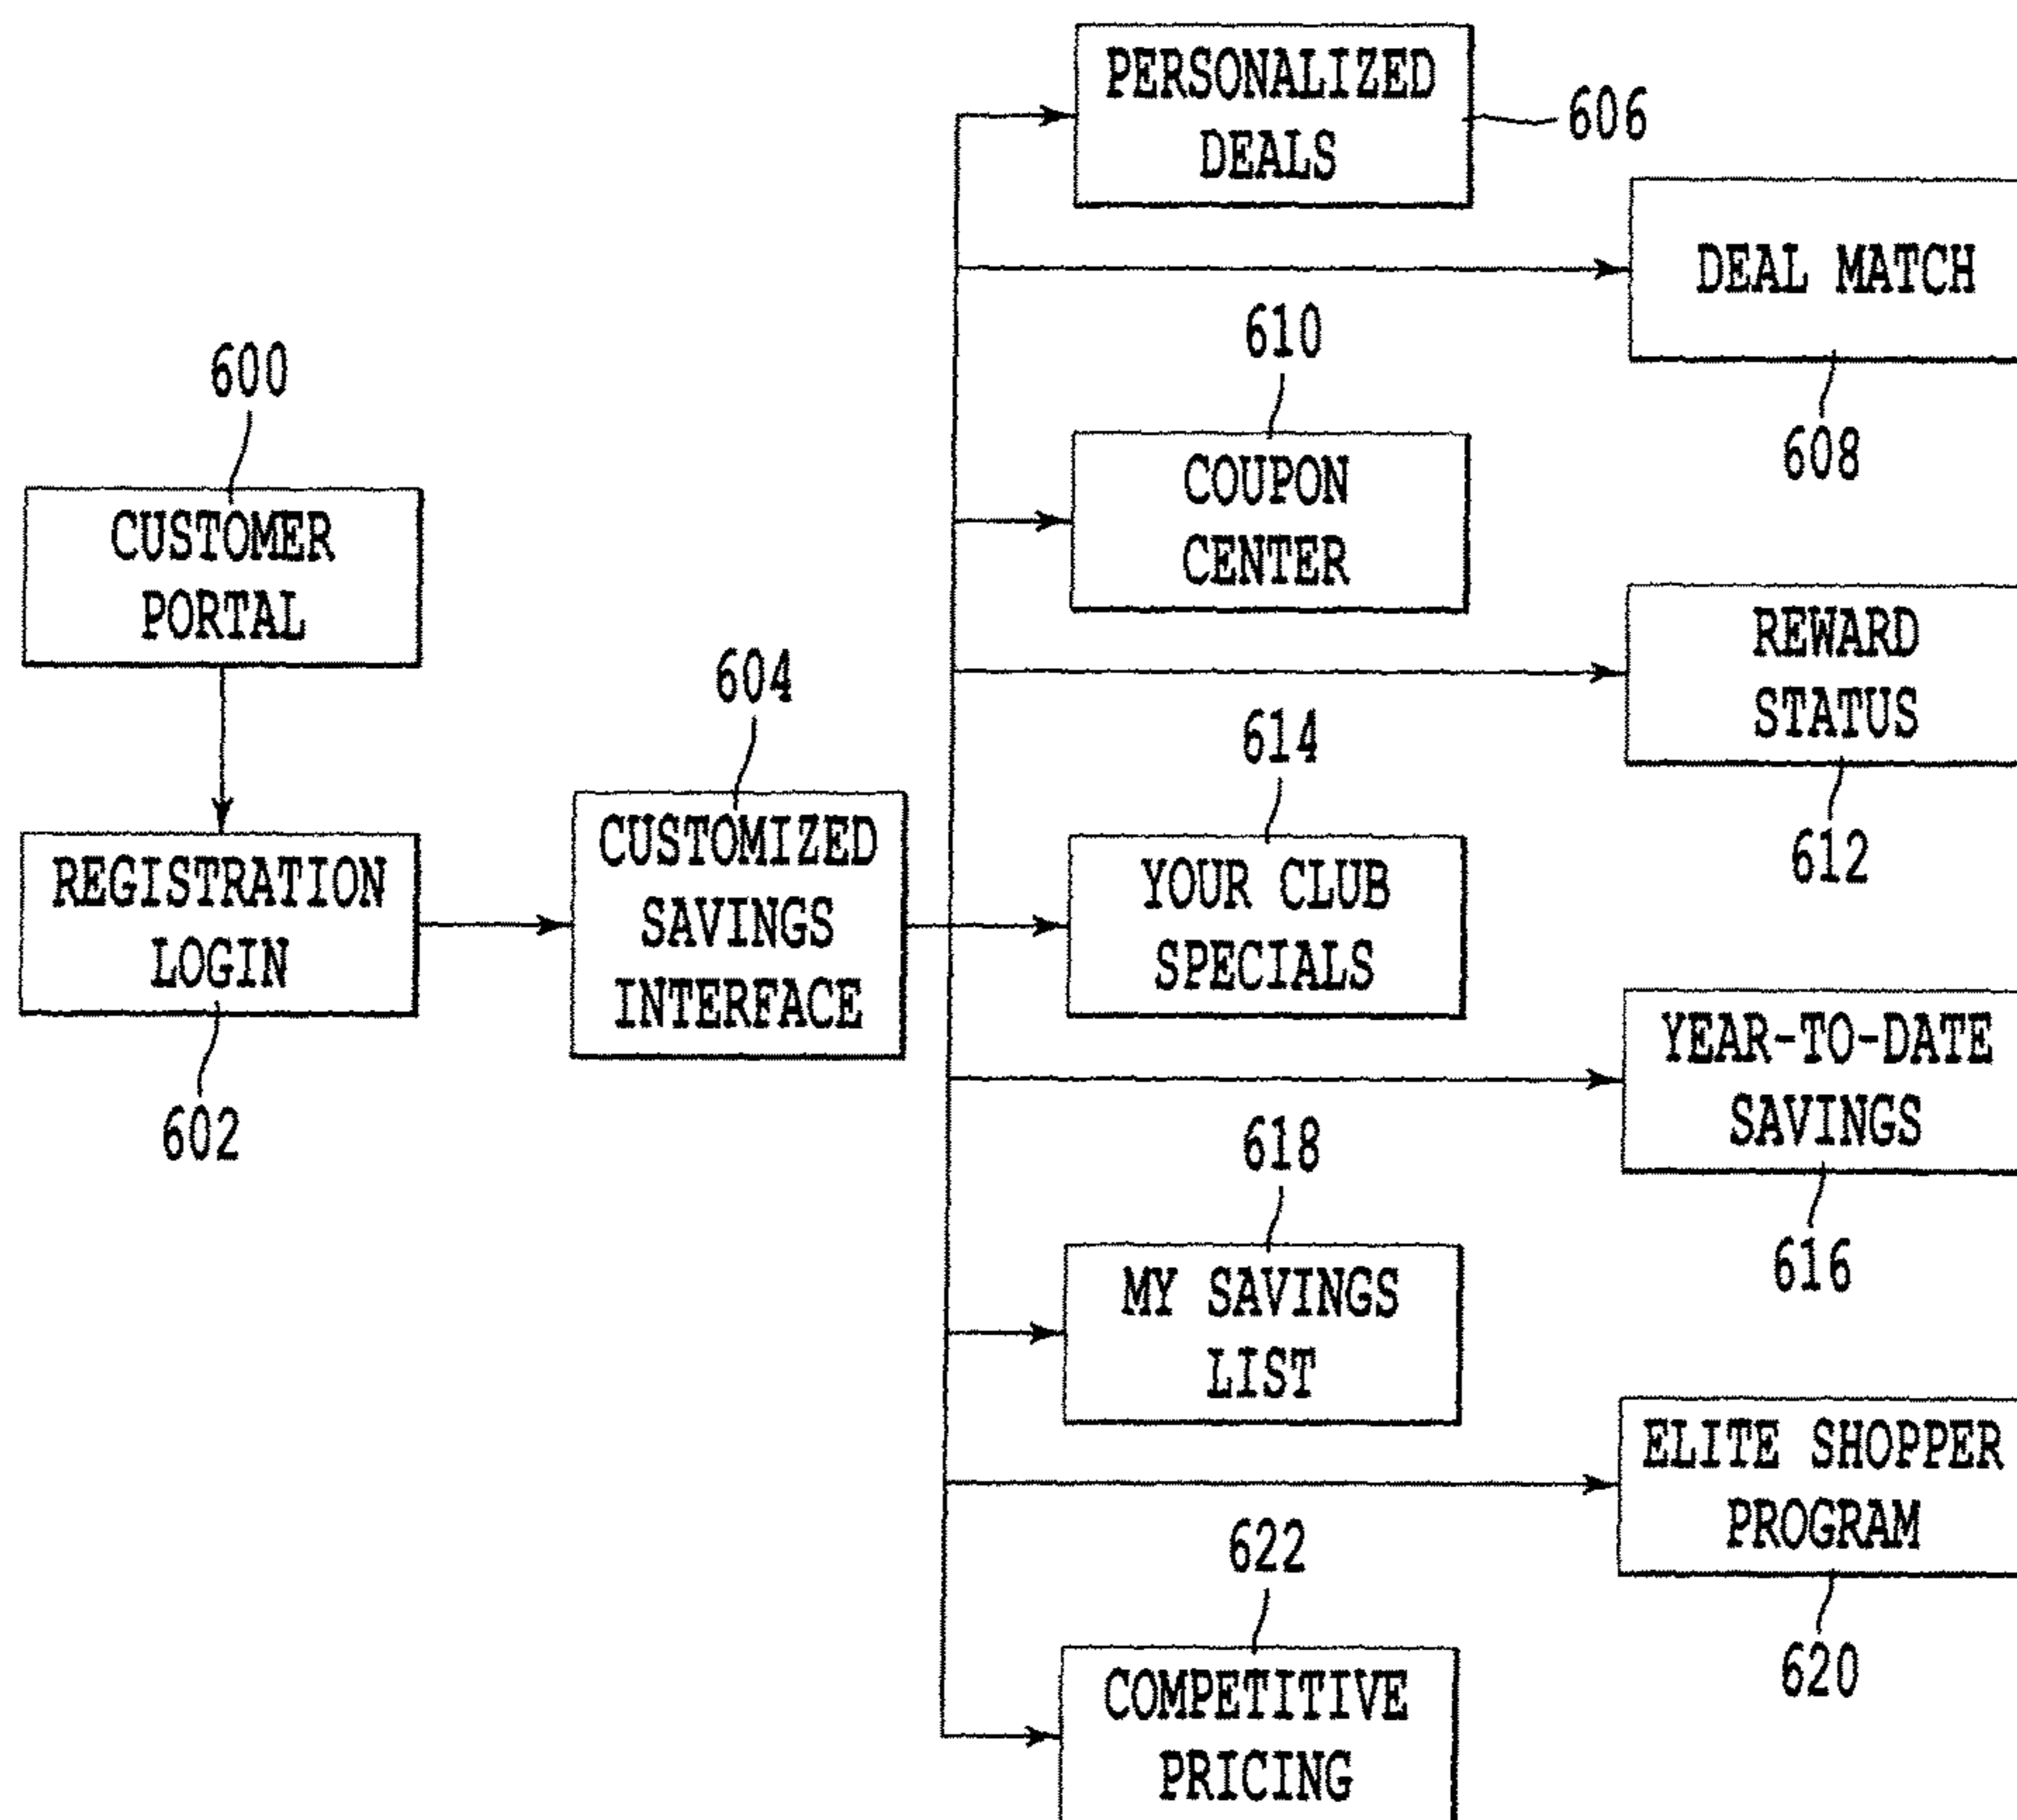 PERSONALIZED
DEALS
606
DEAL MATCH
608
610
COUPON
CENTER
600
CUSTOMER
PORTAL
REWARD
STATUS
612
604
CUSTOMIZED
SAVINGS
INTERFACE
614
YOUR CLUB
SPECIALS
REGISTRATION
LOGIN
602
YEAR-TO-DATE
SAVINGS
616
618
MY SAVINGS
LIST
ELITE SHOPPER
PROGRAM
620
622
COMPETITIVE
PRICING